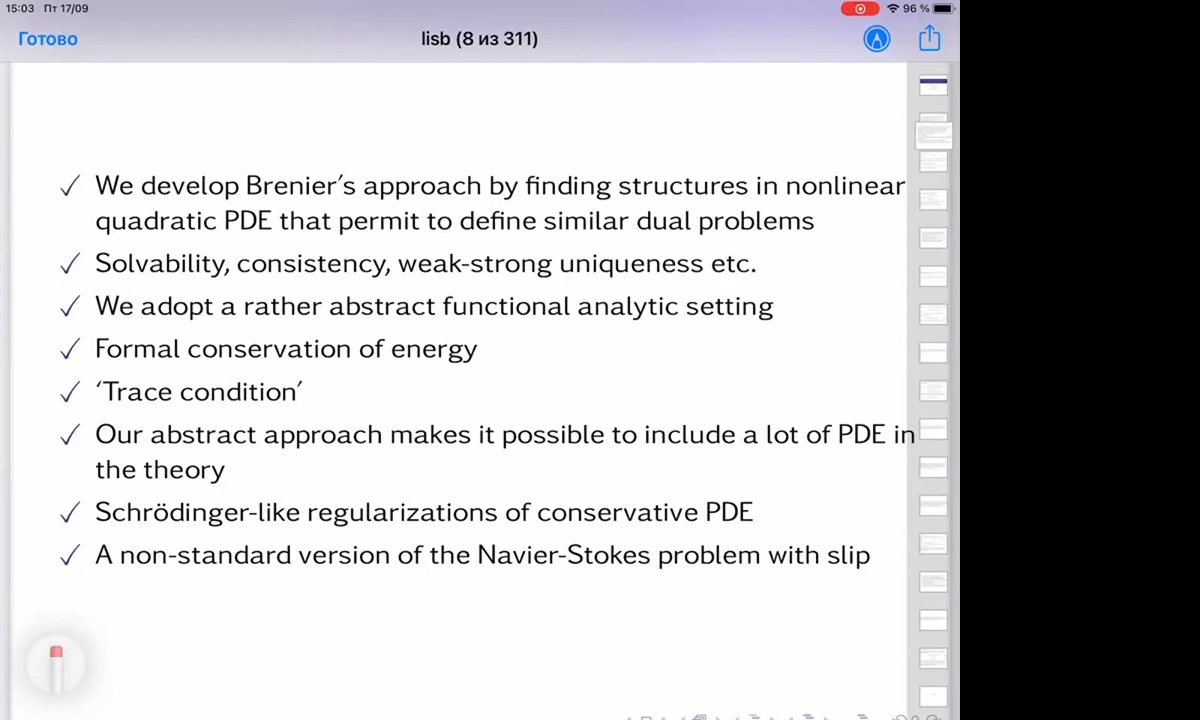 15:03 Пт 17/09
96 %
Готово
lisb (8 из 311)
We develop Brenier's approach by finding structures in nonlinear
quadratic PDE that permit to define similar dual problems
Solvability, consistency, weak-strong uniqueness etc.
We adopt a rather abstract functional analytic setting
Formal conservation of energy
'Trace condition'
Our abstract approach makes it possible to include a lot of PDE in
the theory
Schrödinger-like regularizations of conservative PDE
A non-standard version of the Navier-Stokes problem with slip